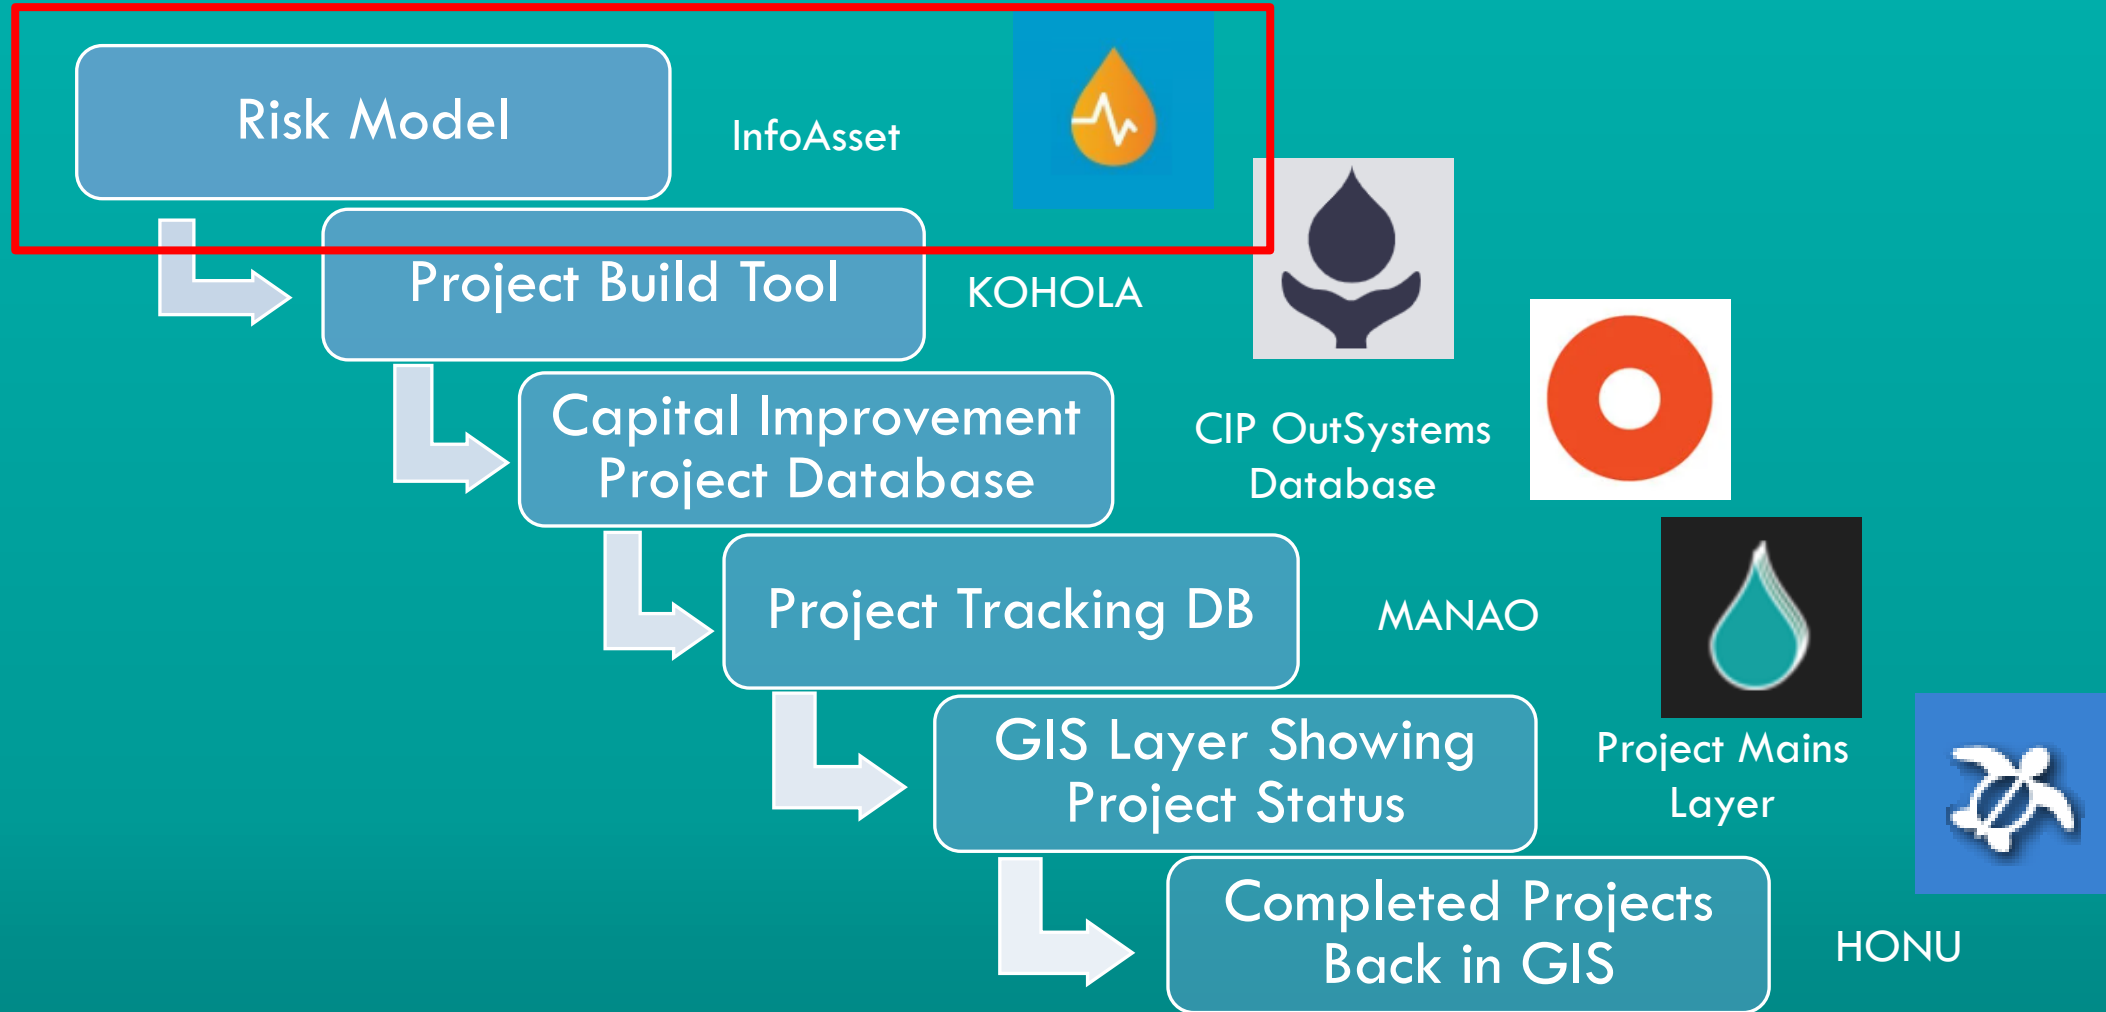 Risk Model
InfoAsset
Project Build Tool
KOHOLA
Capital Improvement
Project Database
CIP OutSystems
Database
Project Tracking DB
MANAO
GIS Layer Showing
Project Status
Project Mains
Layer
Completed Projects
Back in GIS
HONU